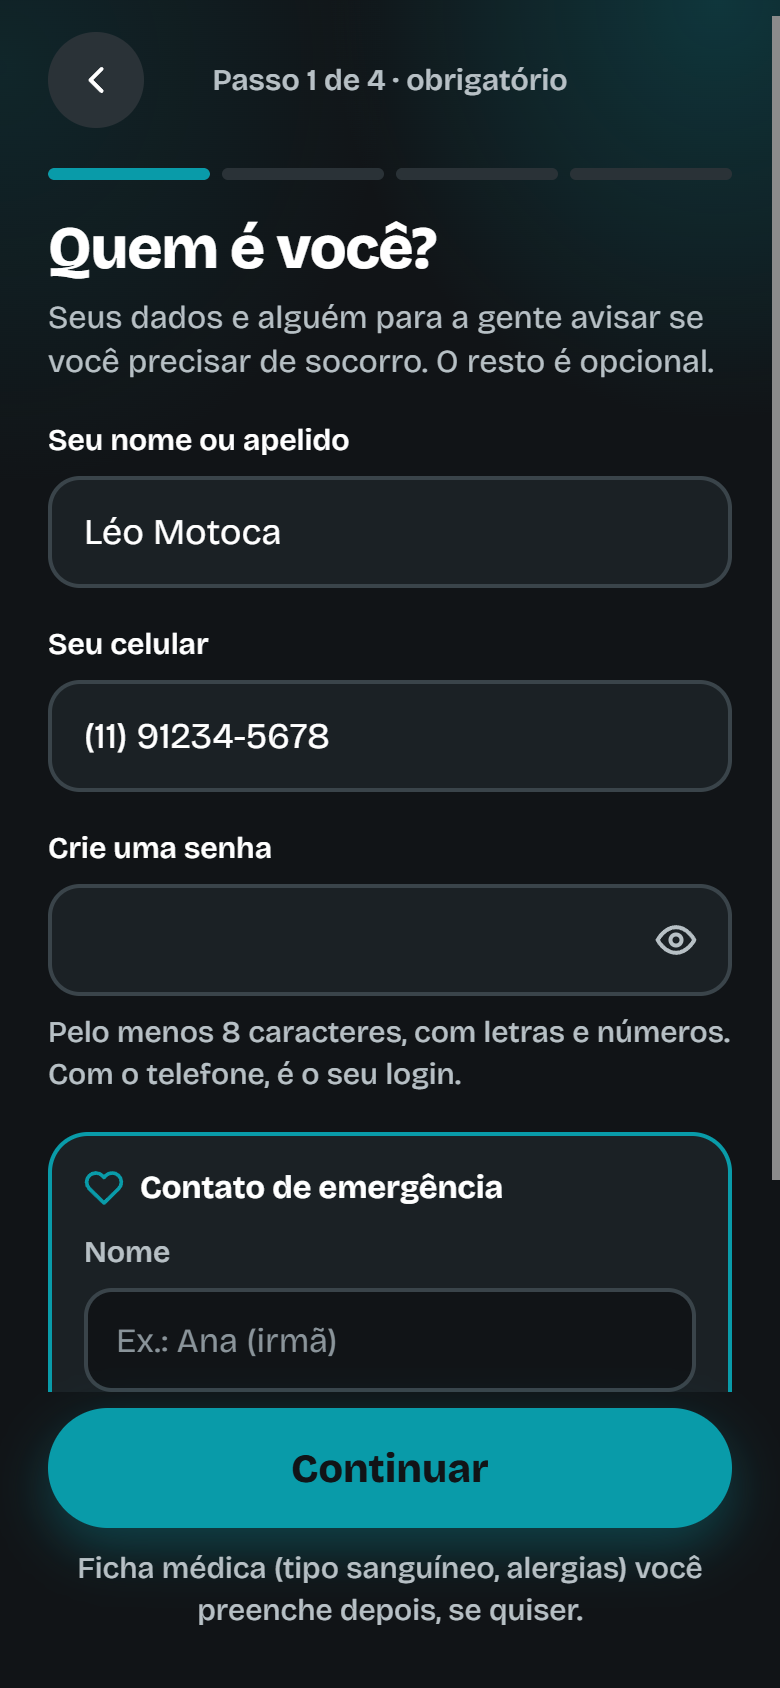 Passo 1 de 4 · obrigatório
Quem é você?
Seus dados e alguém para a gente avisar se
você precisar de socorro. O resto é opcional.
Seu nome ou apelido
Léo Motoca
Seu celular
(11) 91234-5678
Crie uma senha
Pelo menos 8 caracteres, com letras e números.
Com o telefone, é o seu login.
Contato de emergência
Nome
Ex.: Ana (irmã)
Continuar
Ficha médica (tipo sanguíneo, alergias) você
preenche depois, se quiser.